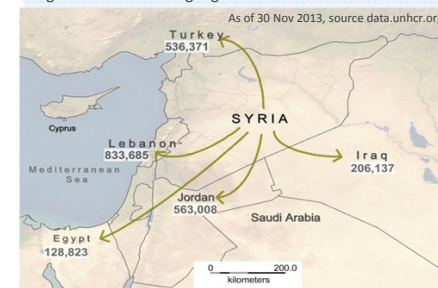 As of 30 Nov 2013, source data.unhcr.or
Turkey
536,371
SYRIA
Cyprus
Lebanon
833,685
Iraq
206,137
Mediterranean
Sea
Jordan
563,008
Saudi Arabia
Egypt
128,823
0 200.0
kilometers